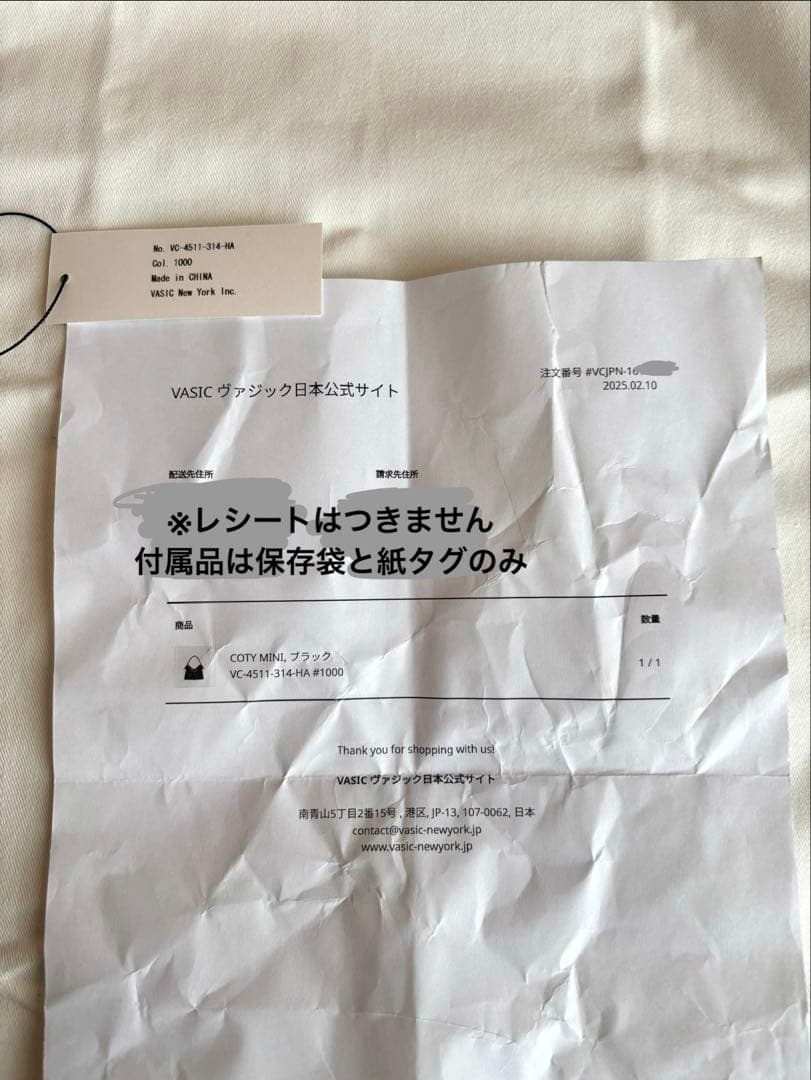 No. VC-4511-314-HA
Col. 1000
Made in CHINA
VASIC New York Inc.
注文番号 #VCJPN-16
2025.02.10
VASIC ヴァジック日本公式サイト
配送先住所
請求先住所
※レシートはつきません
付属品は保存袋と紙タグのみ
商品
数量
COTY MINI, ブラック
VC-4511-314-HA #1000
1 / 1
Thank you for shopping with us!
VASIC ヴァジック日本公式サイト
南青山5丁目2番15号 , 港区, JP-13, 107-0062, 日本
contact@vasic-newyork.jp
www.vasic-newyork.jp